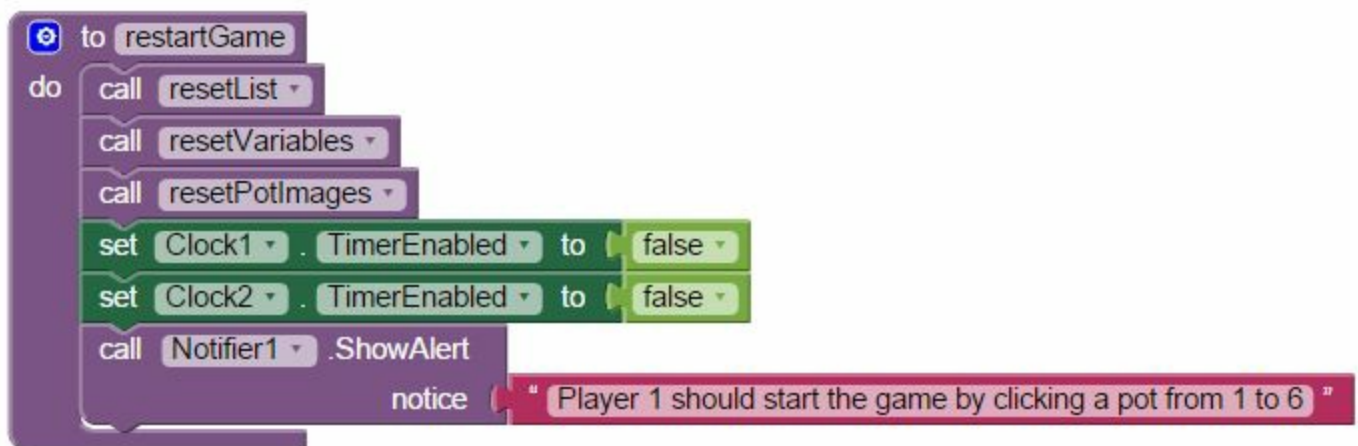 to restartGame
do call resetList
call resetVariables
call resetPotImages
set Clock1 . TimerEnabled to false
set Clock2 . TimerEnabled to false
call Notifier1 .ShowAlert
notice " Player 1 should start the game by clicking a pot from 1 to 6 "